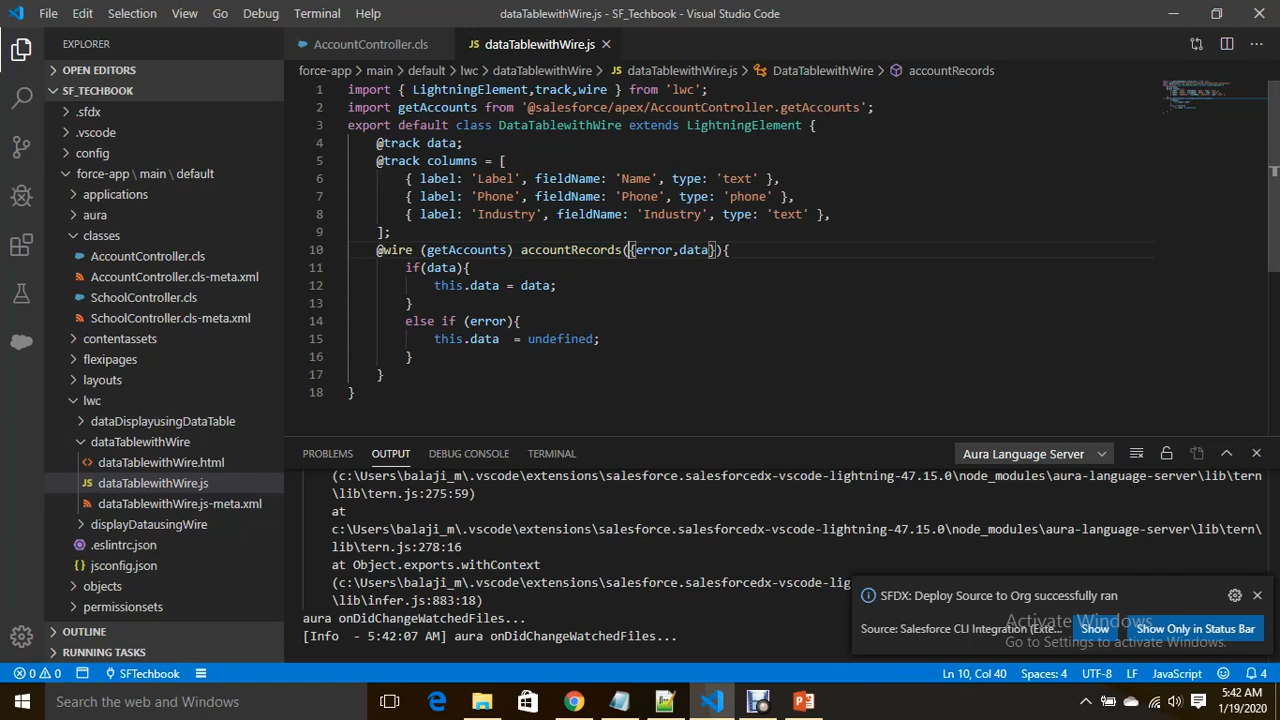 File Edit Selection View Go Debug Terminal Help dataTablewithWire.js - SF_Techbook - Visual Studio Code
EXPLORER
OPEN EDITORS
SF_TECHBOOK
.sfdx
.vscode
config
force-app \ main \ default
applications
aura
classes
AccountController.cls
AccountController.cls-meta.xml
SchoolController.cls
SchoolController.cls-meta.xml
contentassets
flexipages
layouts
lwc
dataDisplayusingDataTable
dataTablewithWire
dataTablewithWire.html
JS dataTablewithWire.js
dataTablewithWire.js-meta.xml
displayDatausingWire
.eslintrc.json
{} jsconfig.json
objects
permissionsets
OUTLINE
RUNNING TASKS
AccountController.cls JS dataTablewithWire.js
force-app > main > default > lwc > dataTablewithWire > JS dataTablewithWire.js > DataTablewithWire > accountRecords
1 import { LightningElement,track,wire } from 'lwc';
2 import getAccounts from '@salesforce/apex/AccountController.getAccounts';
3 export default class DataTablewithWire extends LightningElement {
4 @track data;
5 @track columns = [
6 { label: 'Label', fieldName: 'Name', type: 'text' },
7 { label: 'Phone', fieldName: 'Phone', type: 'phone' },
8 { label: 'Industry', fieldName: 'Industry', type: 'text' },
9 ];
10 @wire (getAccounts) accountRecords({error,data}){
11 if(data){
12 this.data = data;
13 }
14 else if (error){
15 this.data  = undefined;
16 }
17 }
18 }
PROBLEMS OUTPUT DEBUG CONSOLE TERMINAL Aura Language Server
(c:\Users\balaji_m\.vscode\extensions\salesforce.salesforcedx-vscode-lightning-47.15.0\node_modules\aura-language-server\lib\tern
\lib\tern.js:275:59)
at
c:\Users\balaji_m\.vscode\extensions\salesforce.salesforcedx-vscode-lightning-47.15.0\node_modules\aura-language-server\lib\tern\
lib\tern.js:278:16
at Object.exports.withContext
(c:\Users\balaji_m\.vscode\extensions\salesforce.salesforcedx-vscode-lig
\lib\infer.js:883:18)
aura onDidChangeWatchedFiles...
[Info  - 5:42:07 AM] aura onDidChangeWatchedFiles...
SFDX: Deploy Source to Org successfully ran
Source: Salesforce CLI Integration (Exte... Show Show Only in Status Bar
Activate Windows
Go to Settings to activate Windows.
0 0 SFTechbook Ln 10, Col 40 Spaces: 4 UTF-8 LF JavaScript 4
Search the web and Windows
5:42 AM
1/19/2020